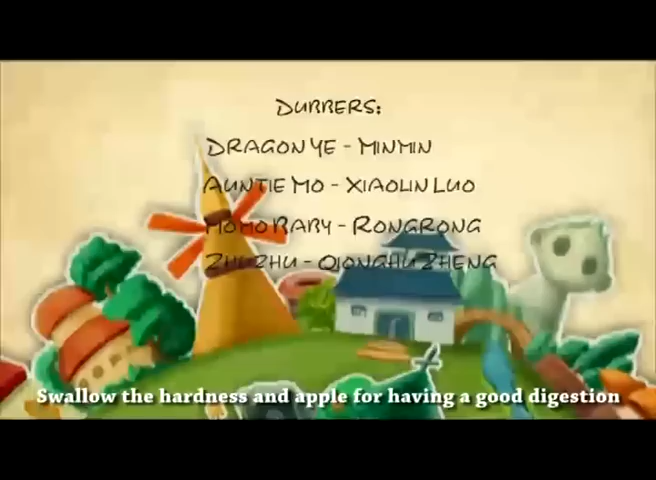 DUBBERS:
DRAGON YE - MINMIN
AUNTIE MO - XIAOLIN LUO
MOMO BABY - RONGRONG
ZHUZHU - QIONGHUI ZHENG
Swallow the hardness and apple for having a good digestion